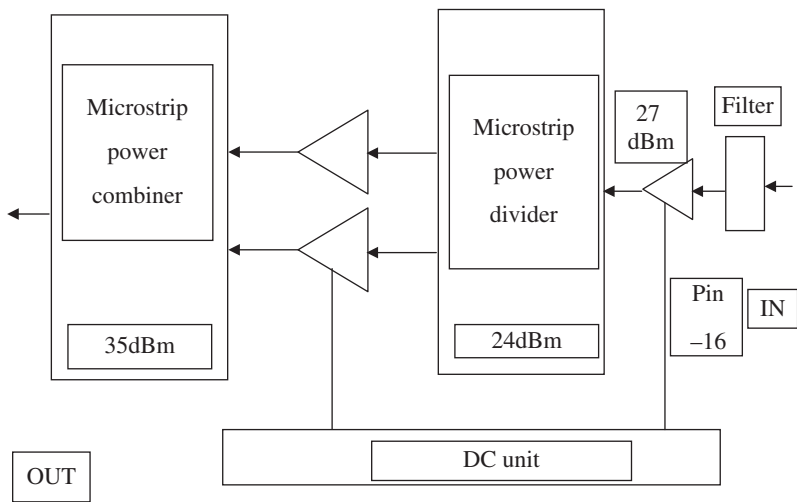 Microstrip
power
combiner
35dBm
Microstrip
power
divider
24dBm
27
dBm
Filter
Pin
–16
IN
DC unit
OUT